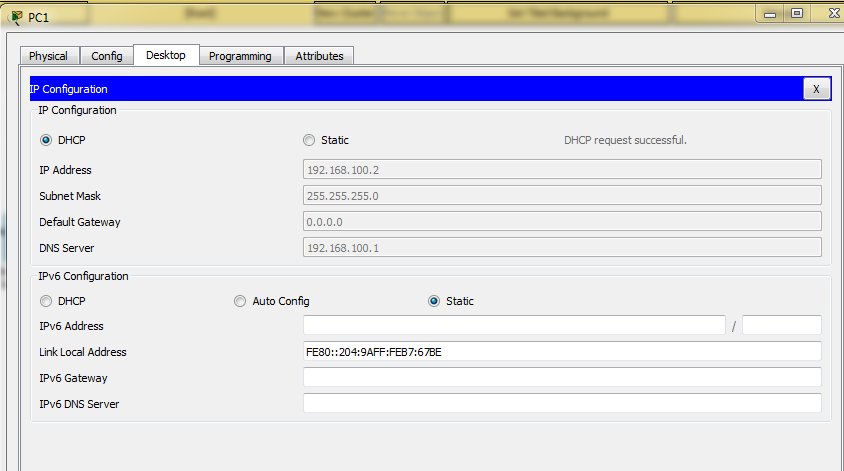 PC1
Physical Config Desktop Programming Attributes
IP Configuration X
IP Configuration
DHCP Static DHCP request successful.
IP Address 192.168.100.2
Subnet Mask 255.255.255.0
Default Gateway 0.0.0.0
DNS Server 192.168.100.1
IPv6 Configuration
DHCP Auto Config Static
IPv6 Address /
Link Local Address FE80::204:9AFF:FEB7:67BE
IPv6 Gateway
IPv6 DNS Server